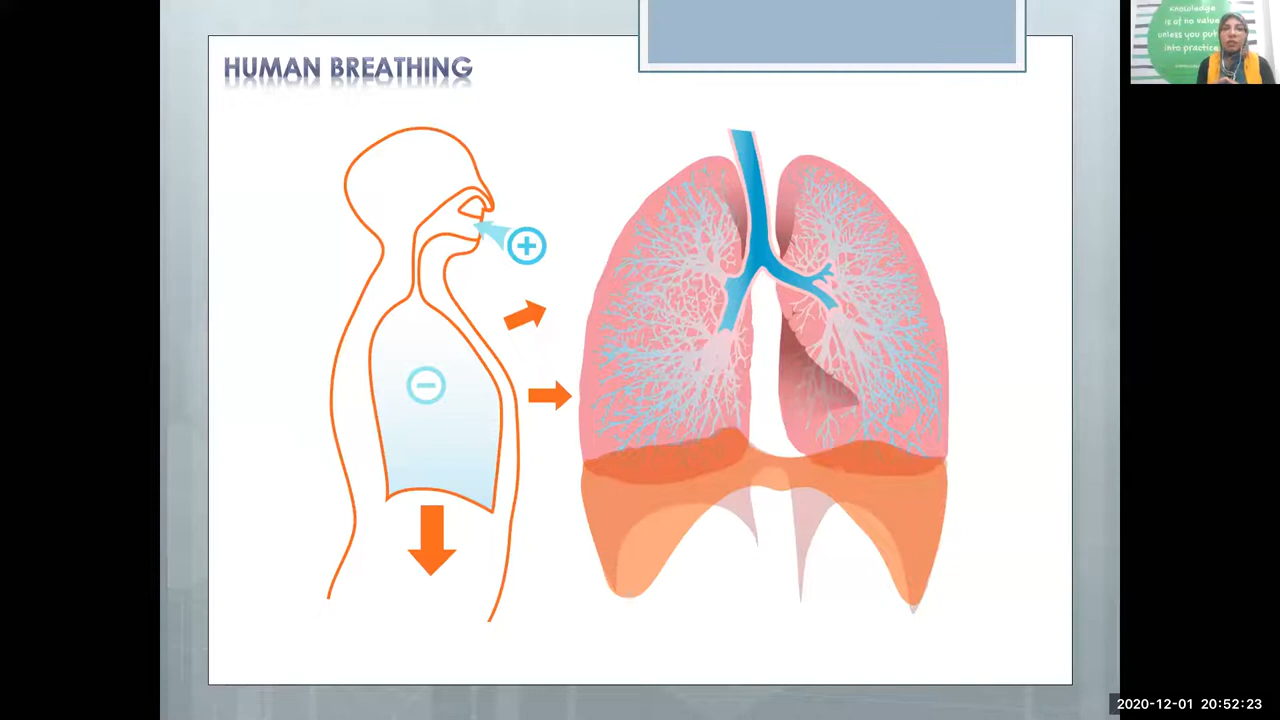 HUMAN BREATHING
knowledge
is of no value
unless you put
into practice
+
−
2020-12-01 20:52:23